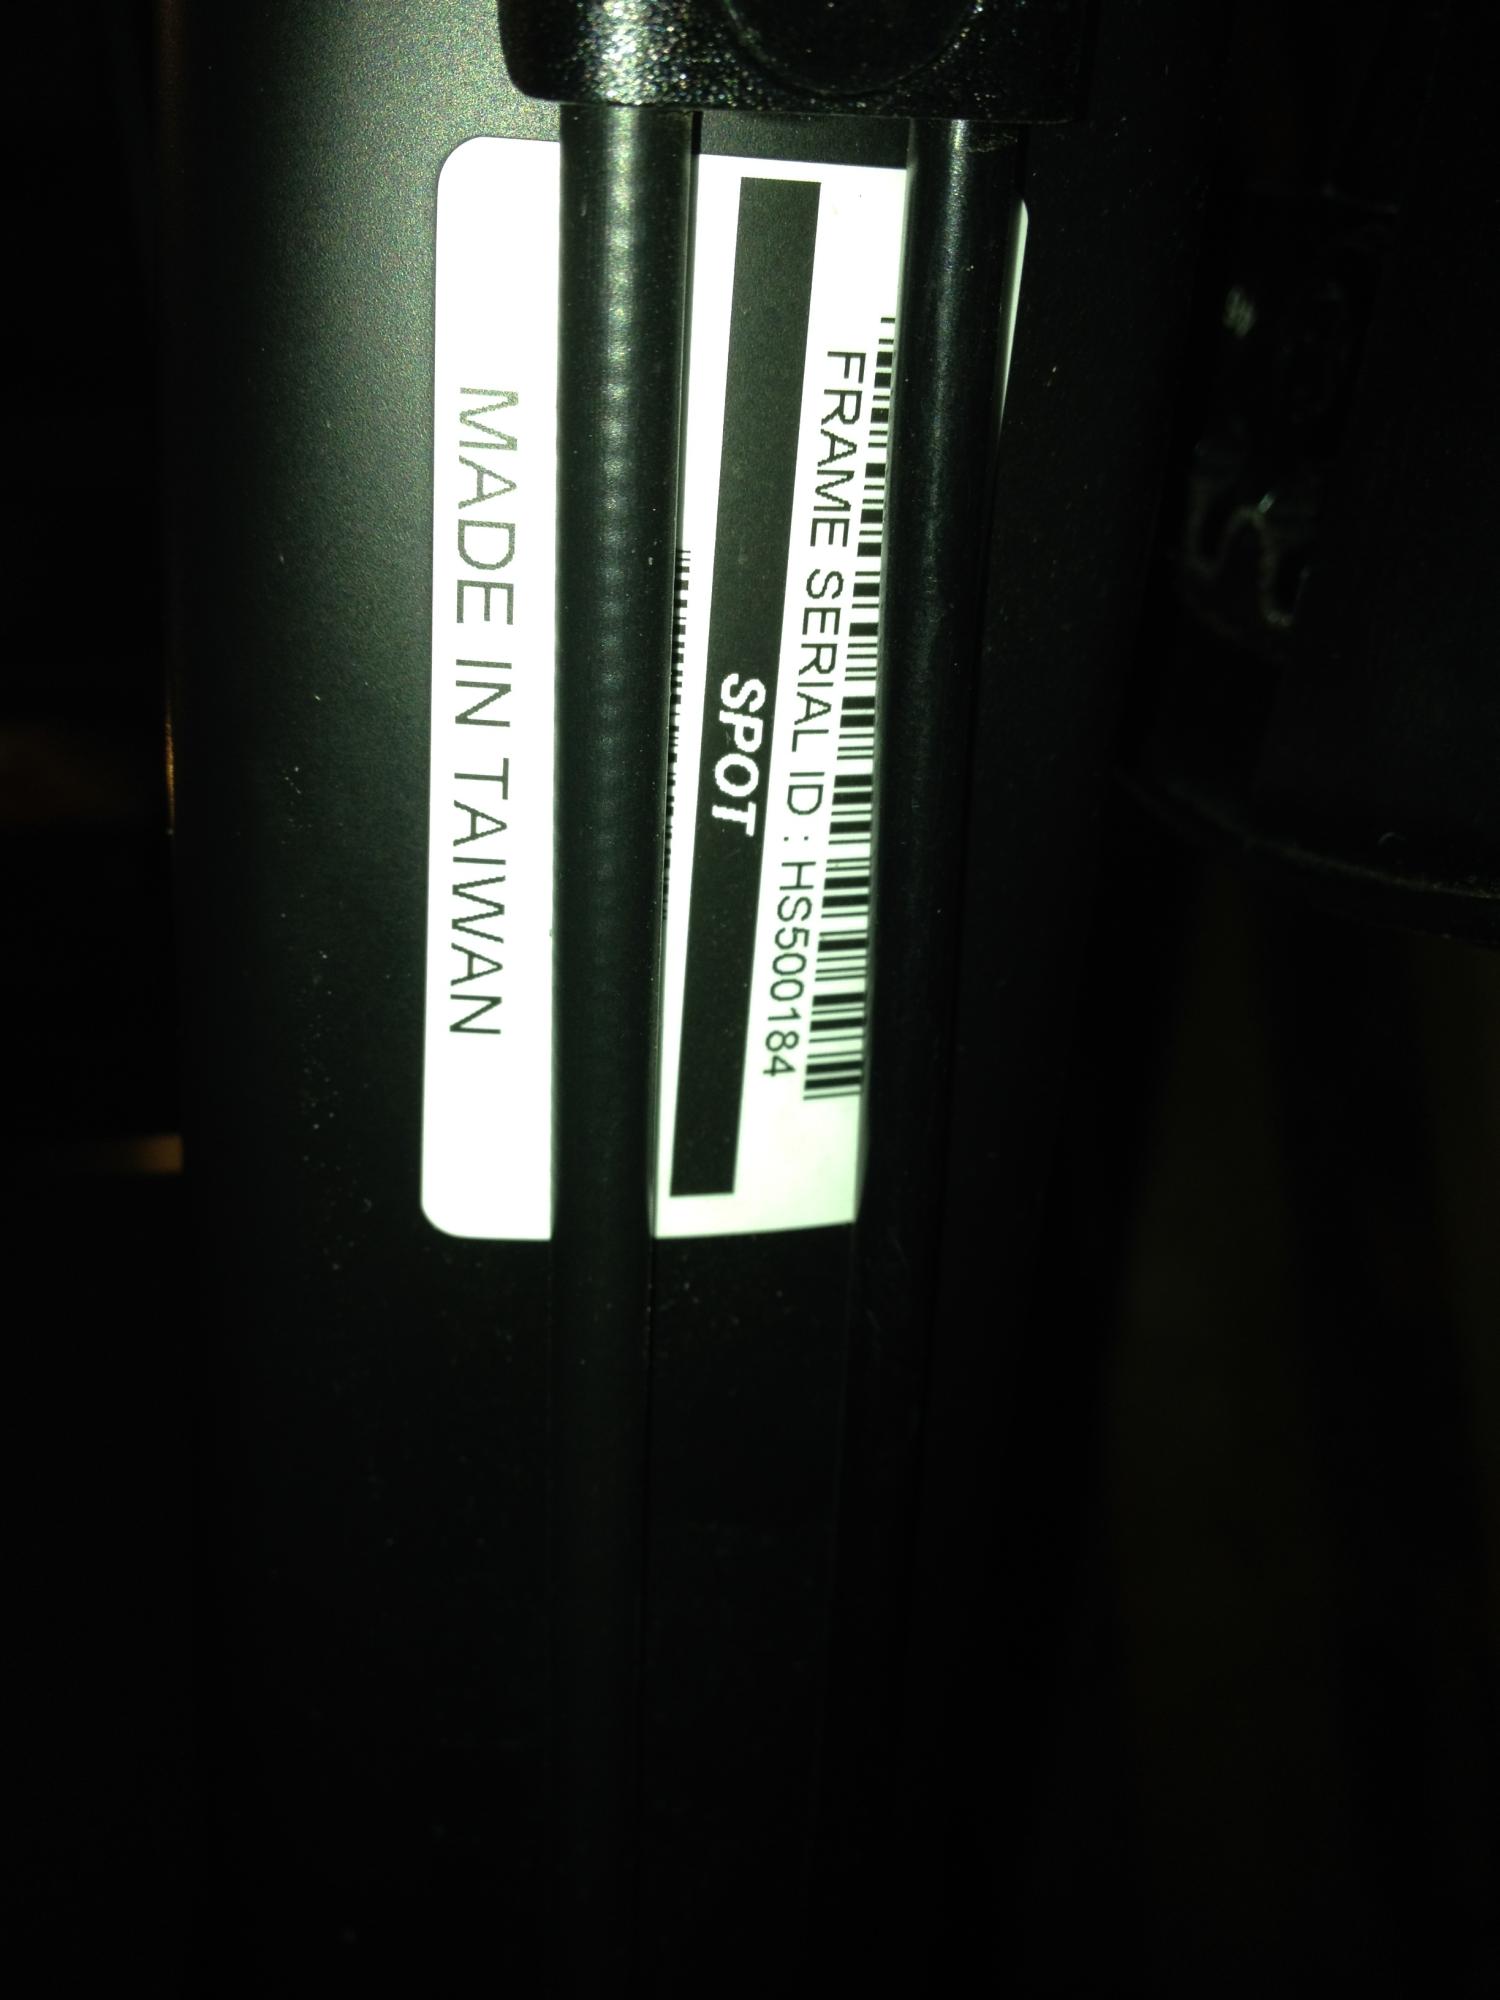 FRAME SERIAL ID : HS500184
SPOT
MADE IN TAIWAN